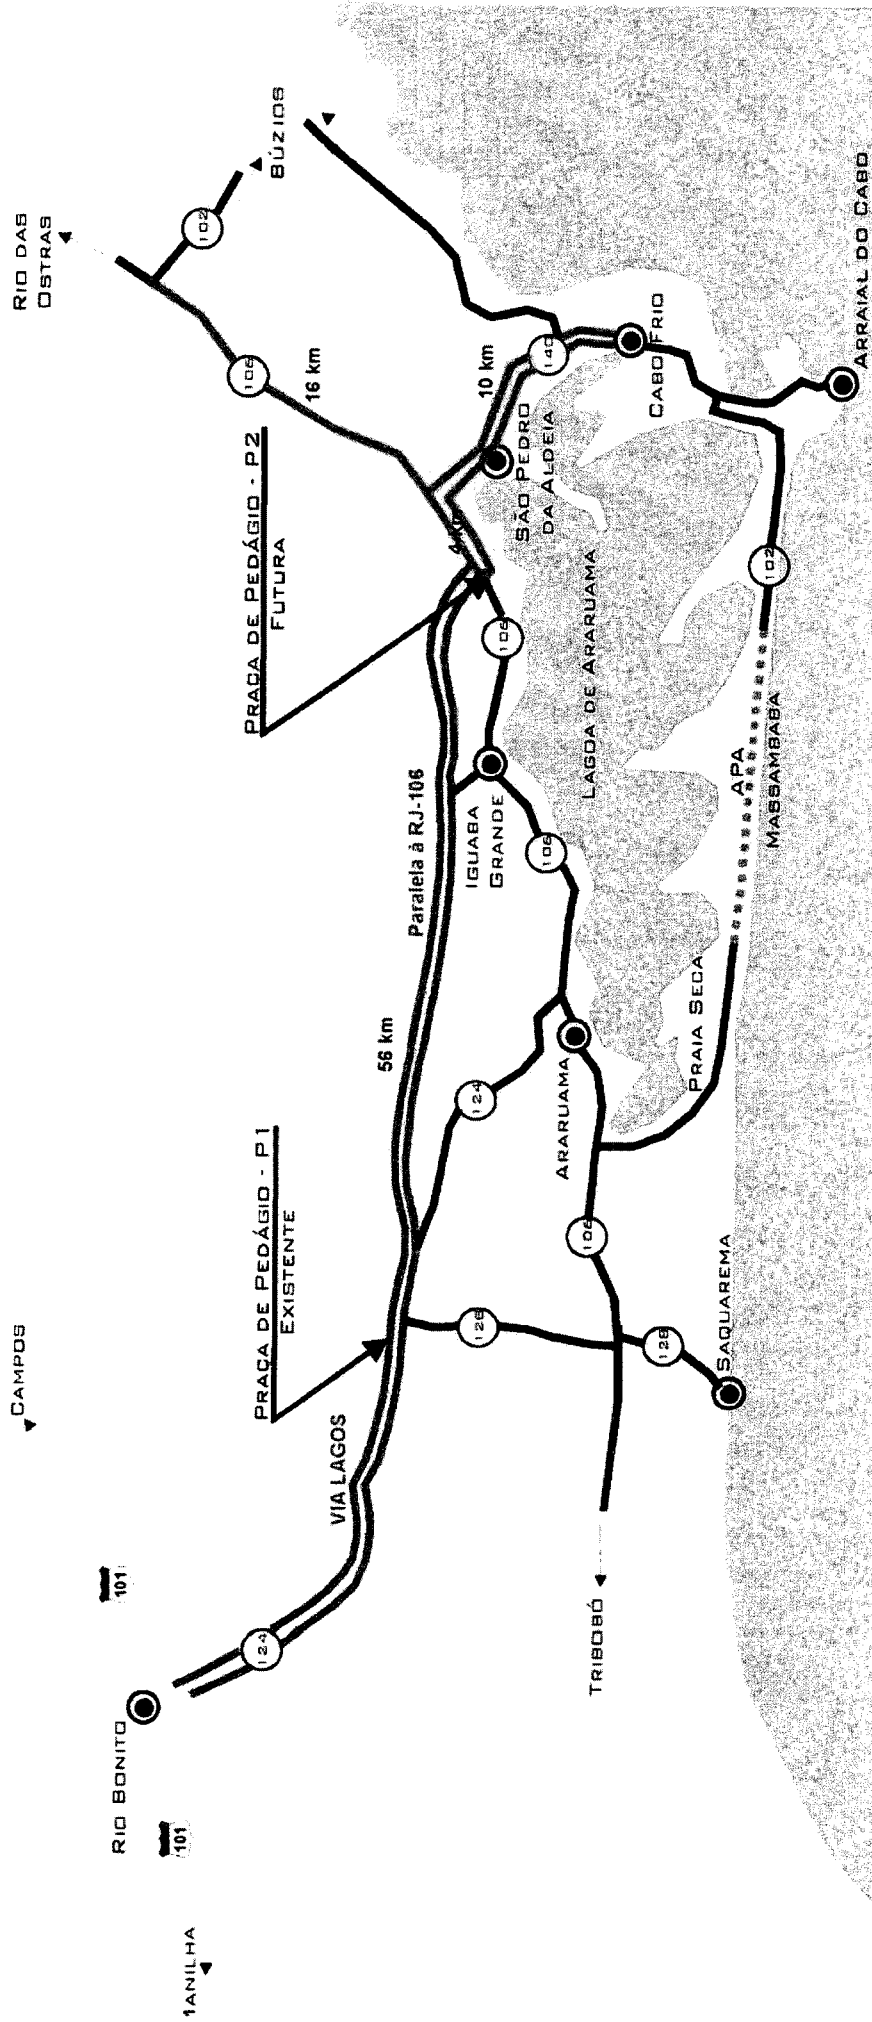 CAMPOS
RIO DAS
OSTRAS
101
RIO BONITO
101
MANILHA
BÚZIOS
102
106
16 km
PRAÇA DE PEDÁGIO - P2
FUTURA
PRAÇA DE PEDÁGIO - P1
EXISTENTE
124
VIA LAGOS
56 km
Paralela à RJ-106
4 Km
10 km
140
SÃO PEDRO
DA ALDEIA
CABO FRIO
106
IGUABA
GRANDE
106
124
126
ARARUAMA
106
LAGOA DE ARARUAMA
TRIBOBÓ
128
SAQUAREMA
PRAIA SECA
APA
MASSAMBABA
102
ARRAIAL DO CABO